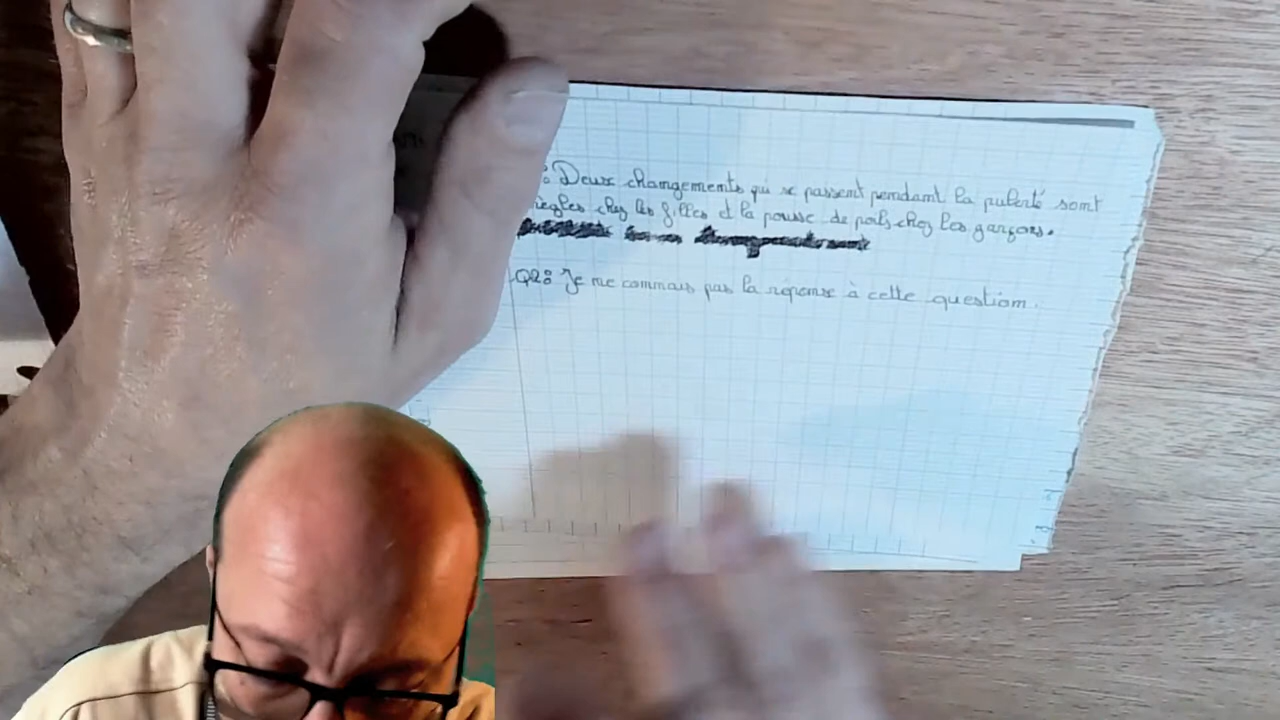 : Deux changements qui se passent pendant la puberté sont
règles chez les filles et la pousse de poils chez les garçons.
Q2: Je ne connais pas la réponse à cette question.